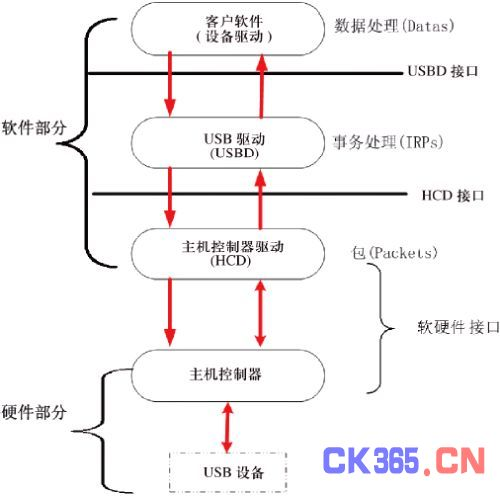 客户软件
(设备驱动)
数据处理(Datas)
USBD 接口
软件部分
USB 驱动
(USBD)
事务处理(IRPs)
HCD 接口
主机控制器驱动
(HCD)
包(Packets)
软硬件 接口
主机控制器
硬件部分
USB 设备
CK365.CN